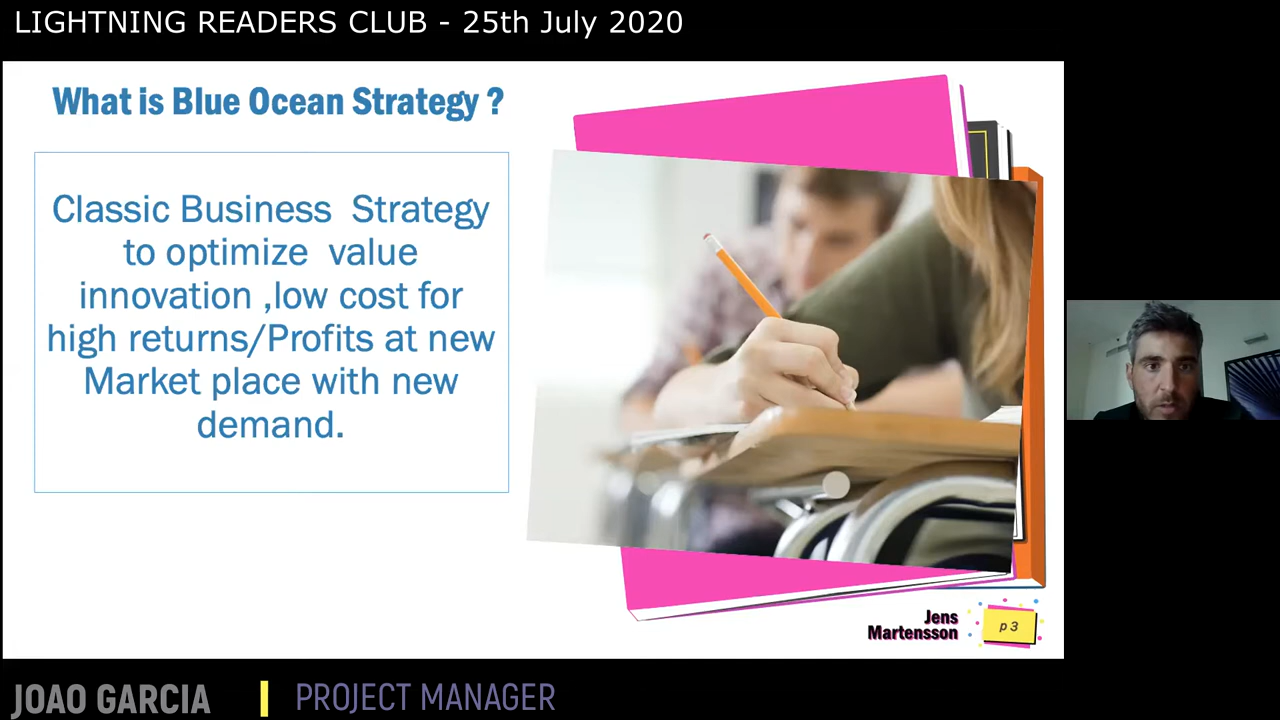 LIGHTNING READERS CLUB - 25th July 2020
What is Blue Ocean Strategy ?
Classic Business Strategy
to optimize value
innovation ,low cost for
high returns/Profits at new
Market place with new
demand.
Jens
Martensson
p 3
JOAO GARCIA
PROJECT MANAGER